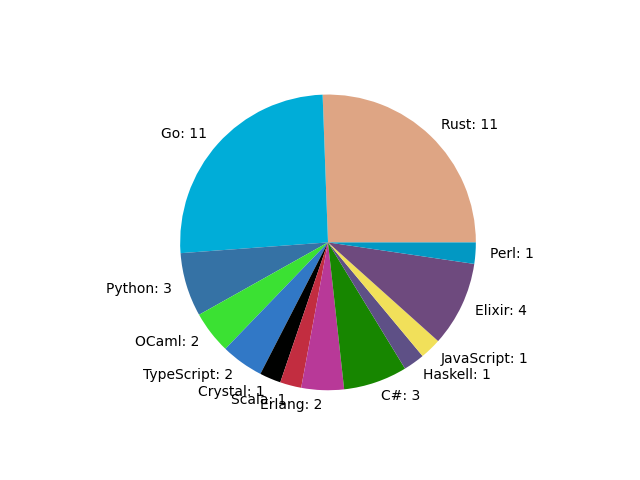 Rust: 11
Go: 11
Python: 3
OCaml: 2
TypeScript: 2
Crystal: 1
Scala: 1
Erlang: 2
C#: 3
Haskell: 1
JavaScript: 1
Elixir: 4
Perl: 1